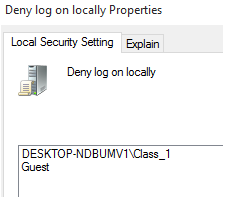 Deny log on locally Properties
Local Security Setting Explain
Deny log on locally
DESKTOP-NDBUMV1\Class_1
Guest